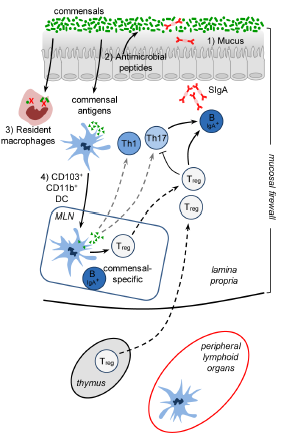 commensals
1) Mucus
2) Antimicrobial
peptides
SIgA
commensal
antigens
3) Resident
macrophages
Th1
Th17
B
IgA+
4) CD103+
CD11b+
DC
Treg
Treg
MLN
Treg
B
IgA+
commensal-
specific
mucosal firewall
lamina
propria
Treg
thymus
peripheral
lymphoid
organs